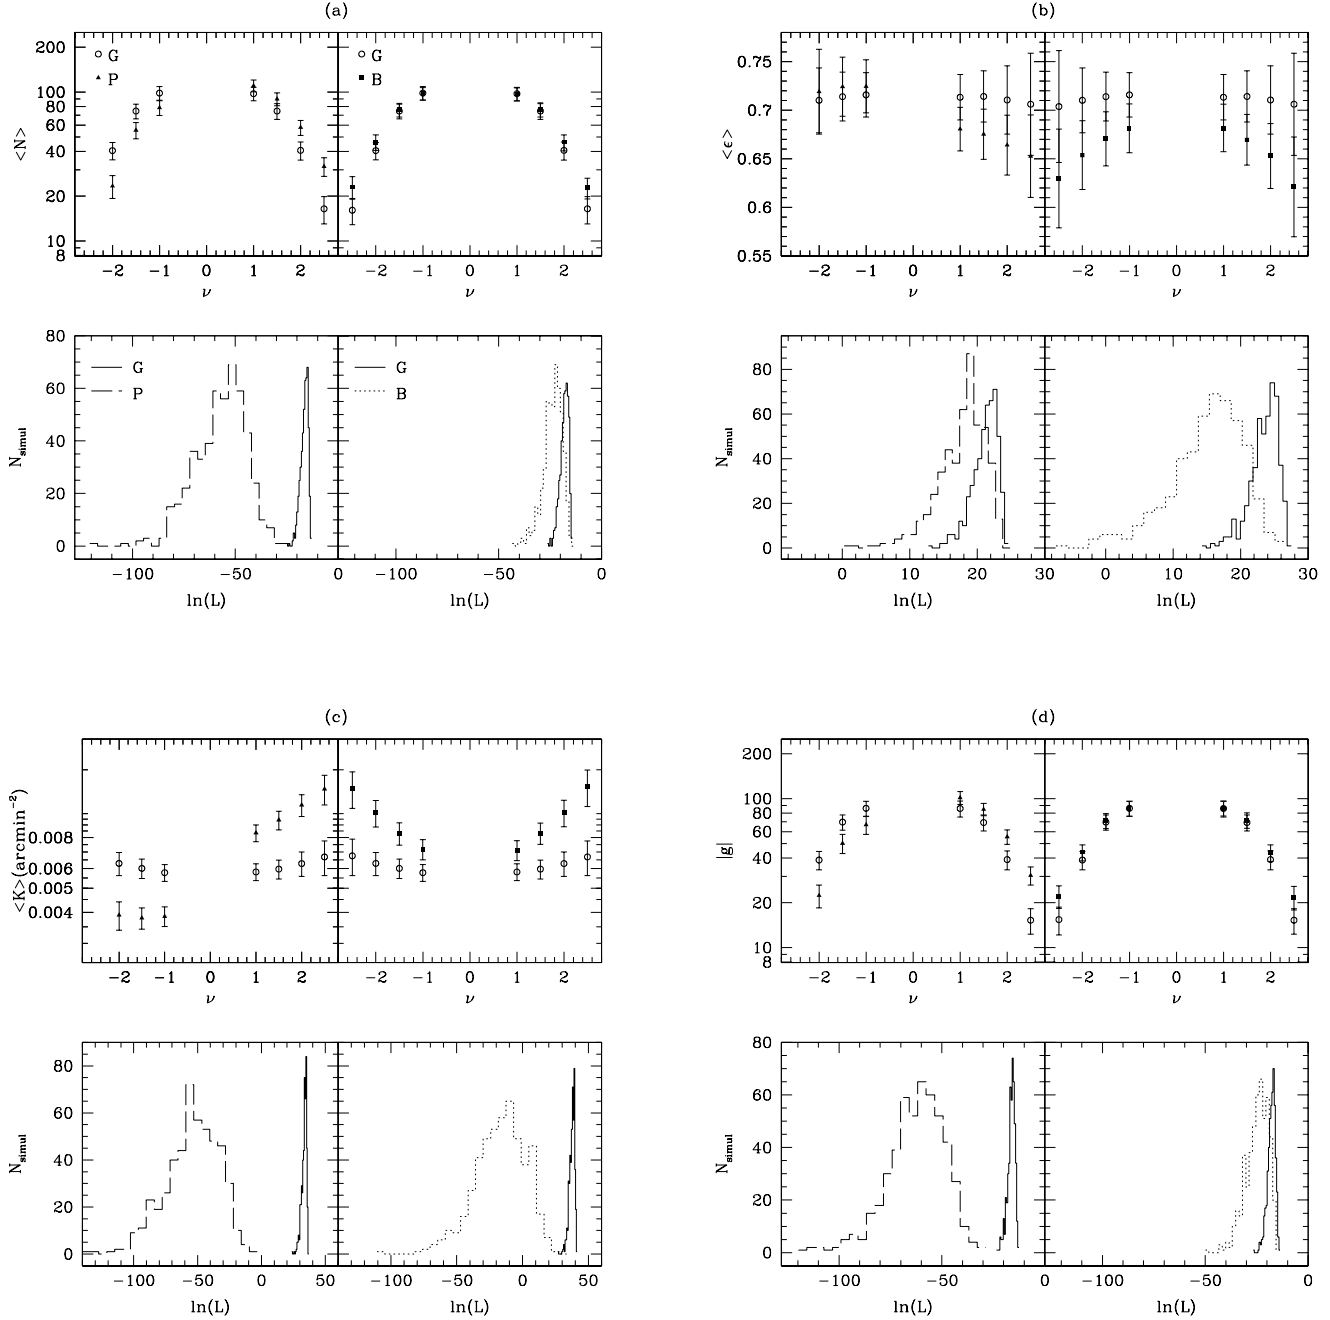 (a)
200
100
80
60
40
20
10
8
<N>
G
P
G
B
−2 −1 0 1 2 −2 −1 0 1 2
ν ν
80
60
40
20
0
N_simul
G
P
G
B
−100 −50 0 −100 −50 0
ln(L) ln(L)
(b)
0.75
0.7
0.65
0.6
0.55
<ϵ>
−2 −1 0 1 2 −2 −1 0 1 2
ν ν
80
60
40
20
0
N_simul
0 10 20 30 0 10 20 30
ln(L) ln(L)
(c)
0.008
0.006
0.005
0.004
<K>(arcmin⁻²)
−2 −1 0 1 2 −2 −1 0 1 2
ν ν
80
60
40
20
0
N_simul
−100 −50 0 50 −100 −50 0 50
ln(L) ln(L)
(d)
200
100
80
60
40
20
10
8
|g|
−2 −1 0 1 2 −2 −1 0 1 2
ν ν
80
60
40
20
0
N_simul
−100 −50 0 −100 −50 0
ln(L) ln(L)